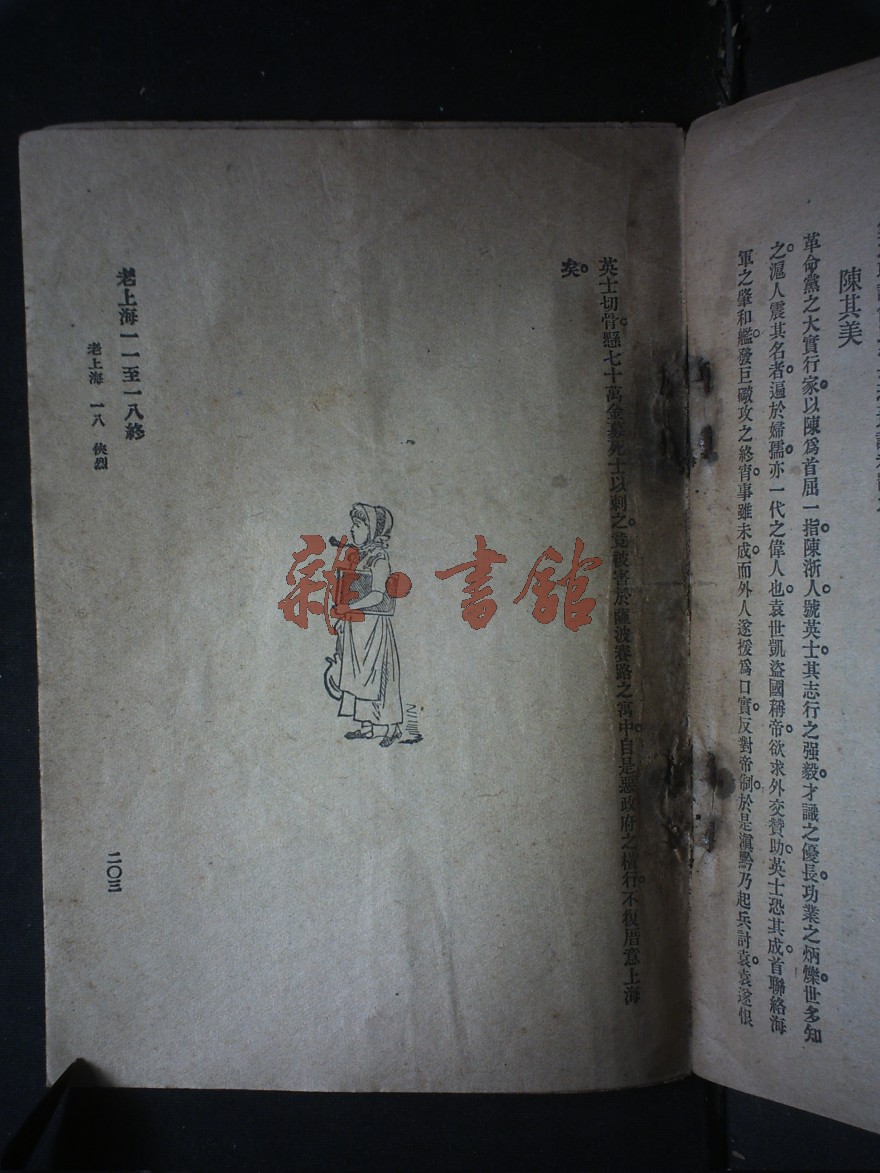 陳其美
革命黨之大實行家。以陳爲首屈一指。陳浙人。號英士。其志行之强毅。才識之優長。功業之炳爍。世多知
之。滬人震其名者。遍於婦孺。亦一代之偉人也。袁世凱盜國稱帝。欲求外交贊助。英士恐其成。首聯絡海
軍之肇和艦。發巨礮攻之終宵。事雖未成。而外人遂援爲口實。反對帝制。於是滇黔乃起兵討袁。袁遂恨
英士切骨。懸七十萬金募死士以刺之。竟被害於薩波賽路之寓中。自是惡政府之橫行。不復厝意上海
矣。
老上海一一至一八終
老上海 一八 俠烈
二〇三
雜·書館